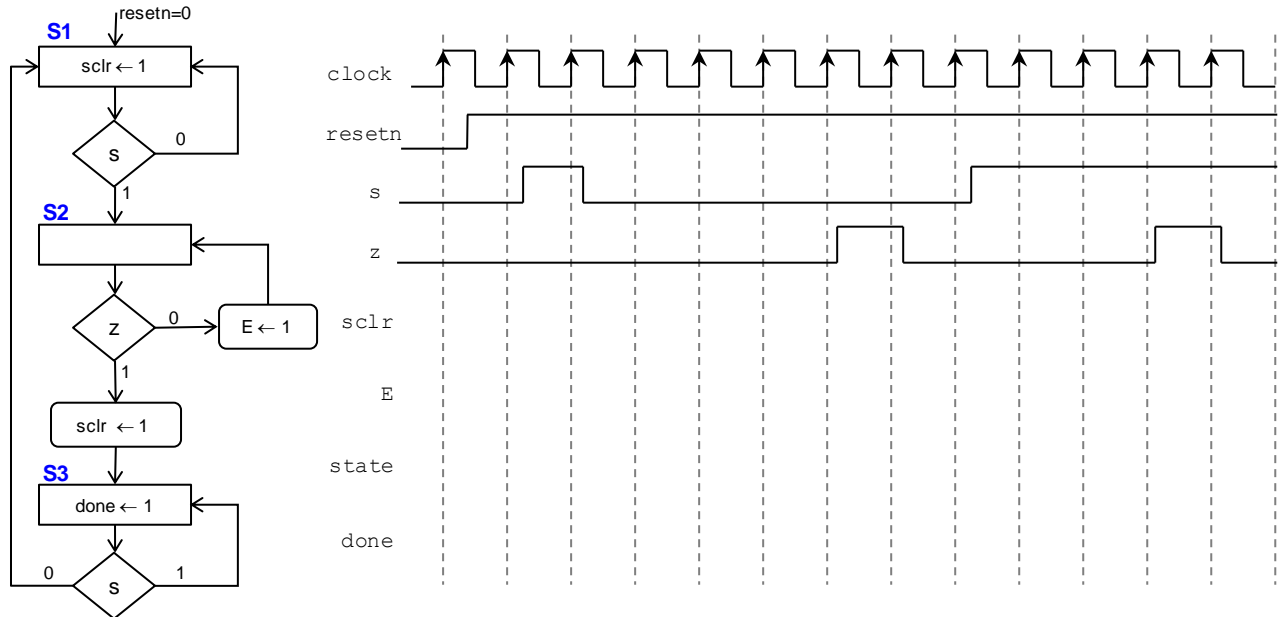 resetn=0
S1
sclr ← 1
s
0
1
S2
z
0
E ← 1
1
sclr ← 1
S3
done ← 1
0
s
1
clock
resetn
s
z
sclr
E
state
done